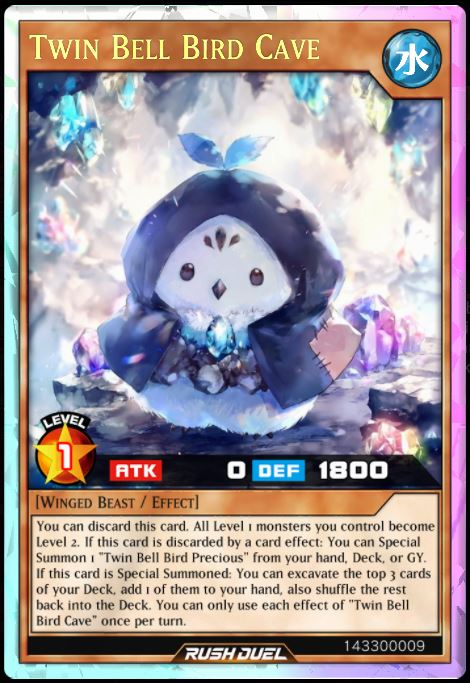 Twin Bell Bird Cave
水
LEVEL
1
ATK 0 DEF 1800
[Winged Beast / Effect]
You can discard this card. All Level 1 monsters you control become
Level 2. If this card is discarded by a card effect: You can Special
Summon 1 "Twin Bell Bird Precious" from your hand, Deck, or GY.
If this card is Special Summoned: You can excavate the top 3 cards
of your Deck, add 1 of them to your hand, also shuffle the rest
back into the Deck. You can only use each effect of "Twin Bell
Bird Cave" once per turn.
143300009
RUSH DUEL